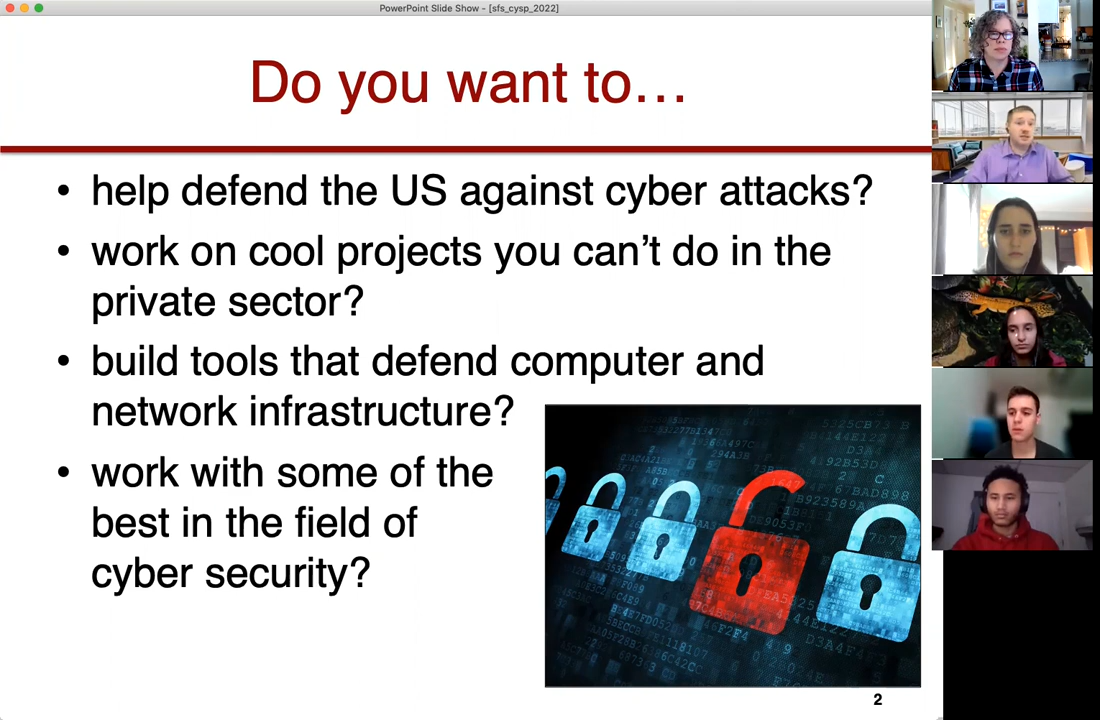 PowerPoint Slide Show - [sfs_cysp_2022]
Do you want to…
• help defend the US against cyber attacks?
• work on cool projects you can’t do in the
private sector?
• build tools that defend computer and
network infrastructure?
• work with some of the
best in the field of
cyber security?
2